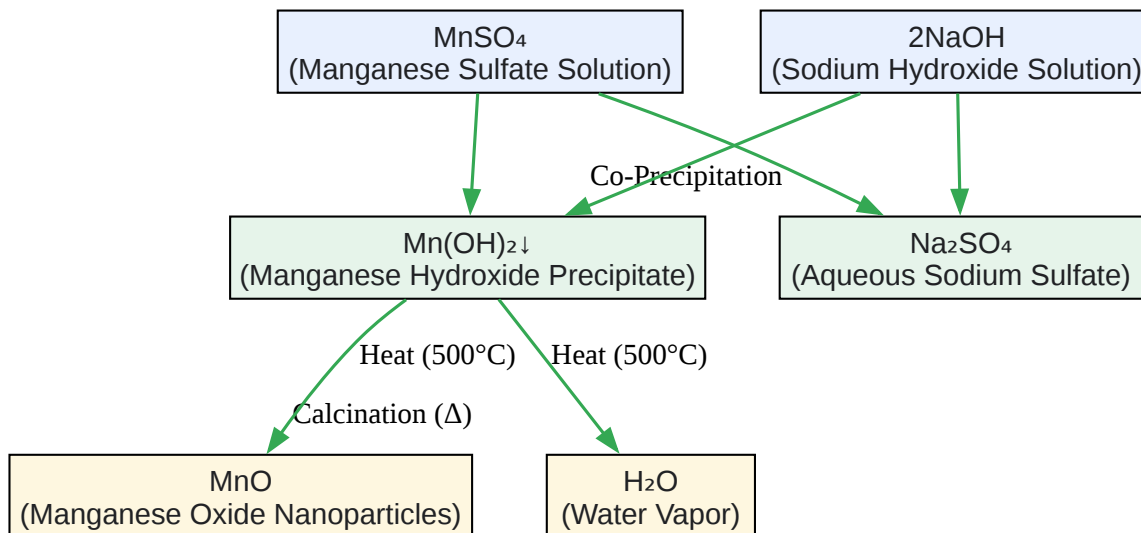 MnSO₄
(Manganese Sulfate Solution)
2NaOH
(Sodium Hydroxide Solution)
Co-Precipitation
Mn(OH)₂↓
(Manganese Hydroxide Precipitate)
Na₂SO₄
(Aqueous Sodium Sulfate)
Heat (500°C)
Heat (500°C)
Calcination (Δ)
MnO
(Manganese Oxide Nanoparticles)
H₂O
(Water Vapor)